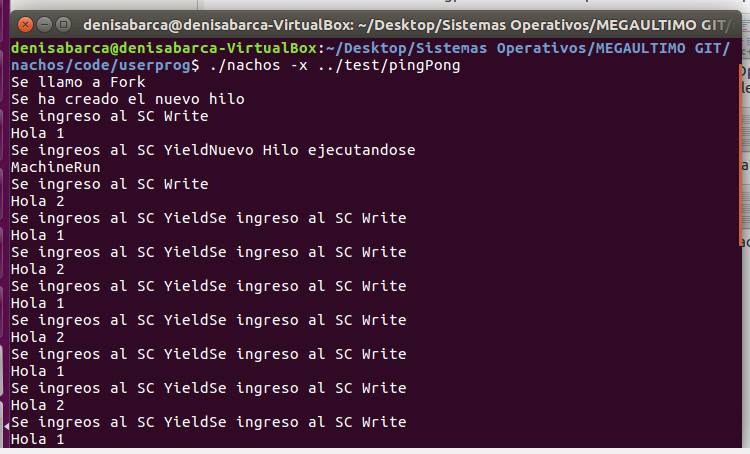 denisabarca@denisabarca-VirtualBox: ~/Desktop/Sistemas Operativos/MEGAULTIMO GIT/
denisabarca@denisabarca-VirtualBox:~/Desktop/Sistemas Operativos/MEGAULTIMO GIT/
nachos/code/userprog$ ./nachos -x ../test/pingPong
Se llamo a Fork
Se ha creado el nuevo hilo
Se ingreso al SC Write
Hola 1
Se ingreos al SC YieldNuevo Hilo ejecutandose
MachineRun
Se ingreso al SC Write
Hola 2
Se ingreos al SC YieldSe ingreso al SC Write
Hola 1
Se ingreos al SC YieldSe ingreso al SC Write
Hola 2
Se ingreos al SC YieldSe ingreso al SC Write
Hola 1
Se ingreos al SC YieldSe ingreso al SC Write
Hola 2
Se ingreos al SC YieldSe ingreso al SC Write
Hola 1
Se ingreos al SC YieldSe ingreso al SC Write
Hola 2
Se ingreos al SC YieldSe ingreso al SC Write
Hola 1